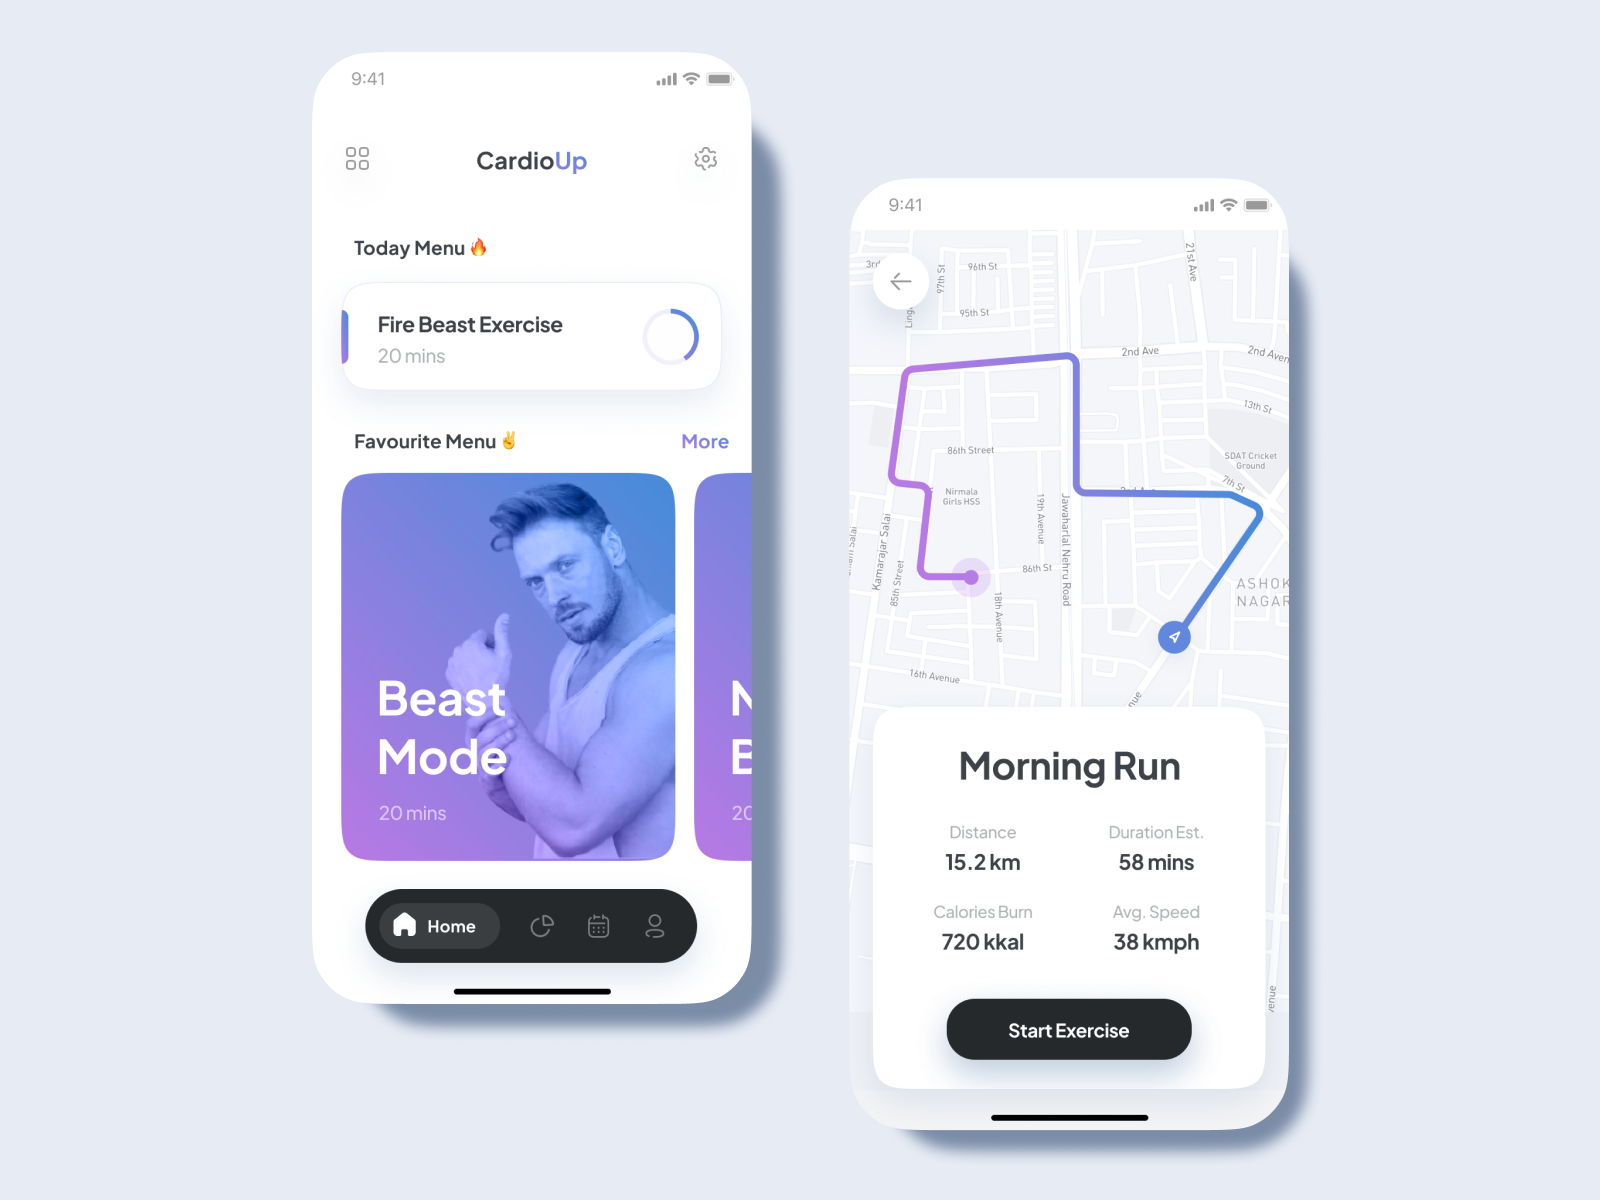 9:41
CardioUp
Today Menu 🔥
Fire Beast Exercise
20 mins
Favourite Menu ✌
More
Beast
Mode
20 mins
N
B
20
Home
9:41
3rd
97th St
96th St
95th St
21st Ave
2nd Ave
2nd Aven
13th St
86th Street
SDAT Cricket
Ground
7th St
Nirmala
Girls HSS
19th Avenue
Jawaharlal Nehru Road
2nd Ave
Kamarajar Salai
Salai
85th Street
86th St
18th Avenue
ASHOK
NAGAR
16th Avenue
nue
Morning Run
Distance
15.2 km
Duration Est.
58 mins
Calories Burn
720 kkal
Avg. Speed
38 kmph
venue
Start Exercise